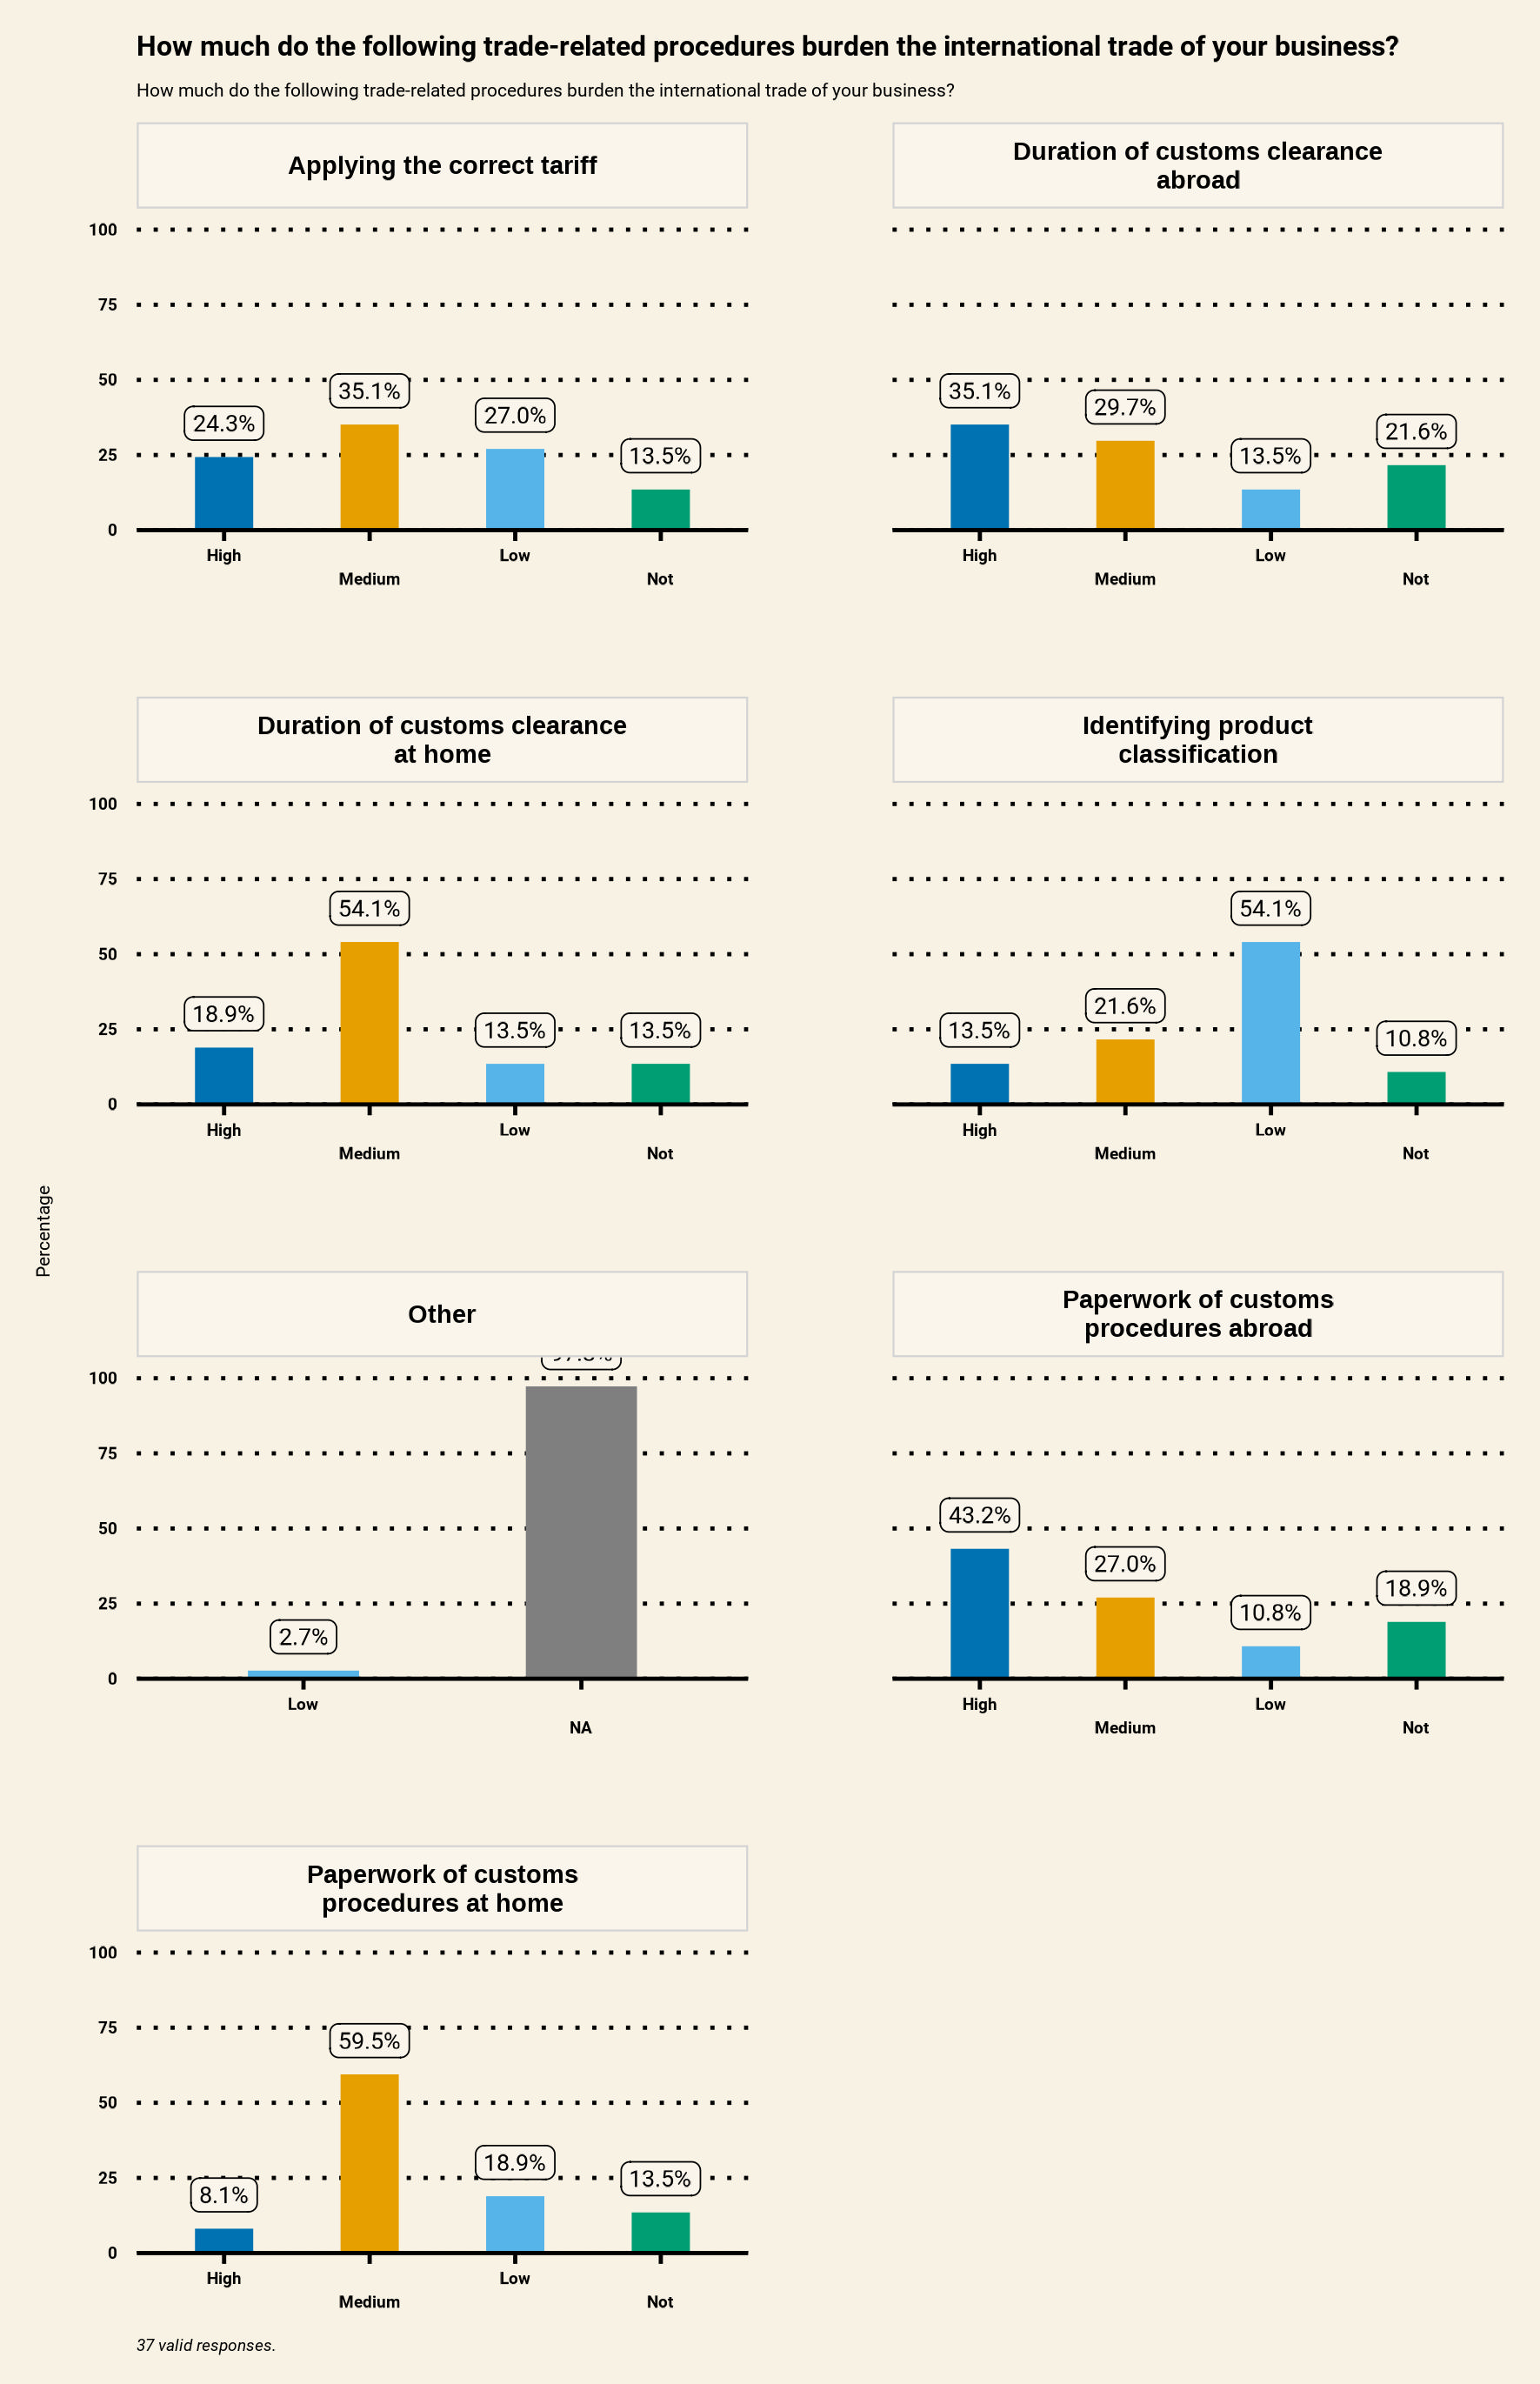 How much do the following trade-related procedures burden the international trade of your business?
How much do the following trade-related procedures burden the international trade of your business?
Applying the correct tariff
100
75
50
25
0
24.3%
35.1%
27.0%
13.5%
High
Medium
Low
Not
Duration of customs clearance
abroad
35.1%
29.7%
13.5%
21.6%
High
Medium
Low
Not
Duration of customs clearance
at home
100
75
50
25
0
18.9%
54.1%
13.5%
13.5%
High
Medium
Low
Not
Identifying product
classification
13.5%
21.6%
54.1%
10.8%
High
Medium
Low
Not
Percentage
Other
100
75
50
25
0
2.7%
Low
NA
Paperwork of customs
procedures abroad
43.2%
27.0%
10.8%
18.9%
High
Medium
Low
Not
Paperwork of customs
procedures at home
100
75
50
25
0
8.1%
59.5%
18.9%
13.5%
High
Medium
Low
Not
37 valid responses.